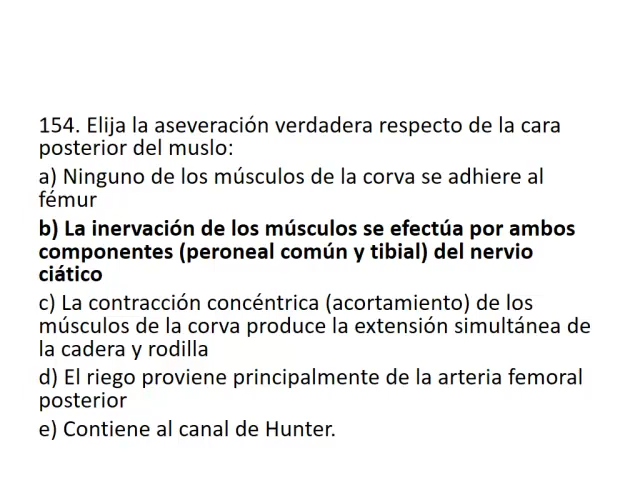 154. Elija la aseveración verdadera respecto de la cara
posterior del muslo:
a) Ninguno de los músculos de la corva se adhiere al
fémur
b) La inervación de los músculos se efectúa por ambos
componentes (peroneal común y tibial) del nervio
ciático
c) La contracción concéntrica (acortamiento) de los
músculos de la corva produce la extensión simultánea de
la cadera y rodilla
d) El riego proviene principalmente de la arteria femoral
posterior
e) Contiene al canal de Hunter.